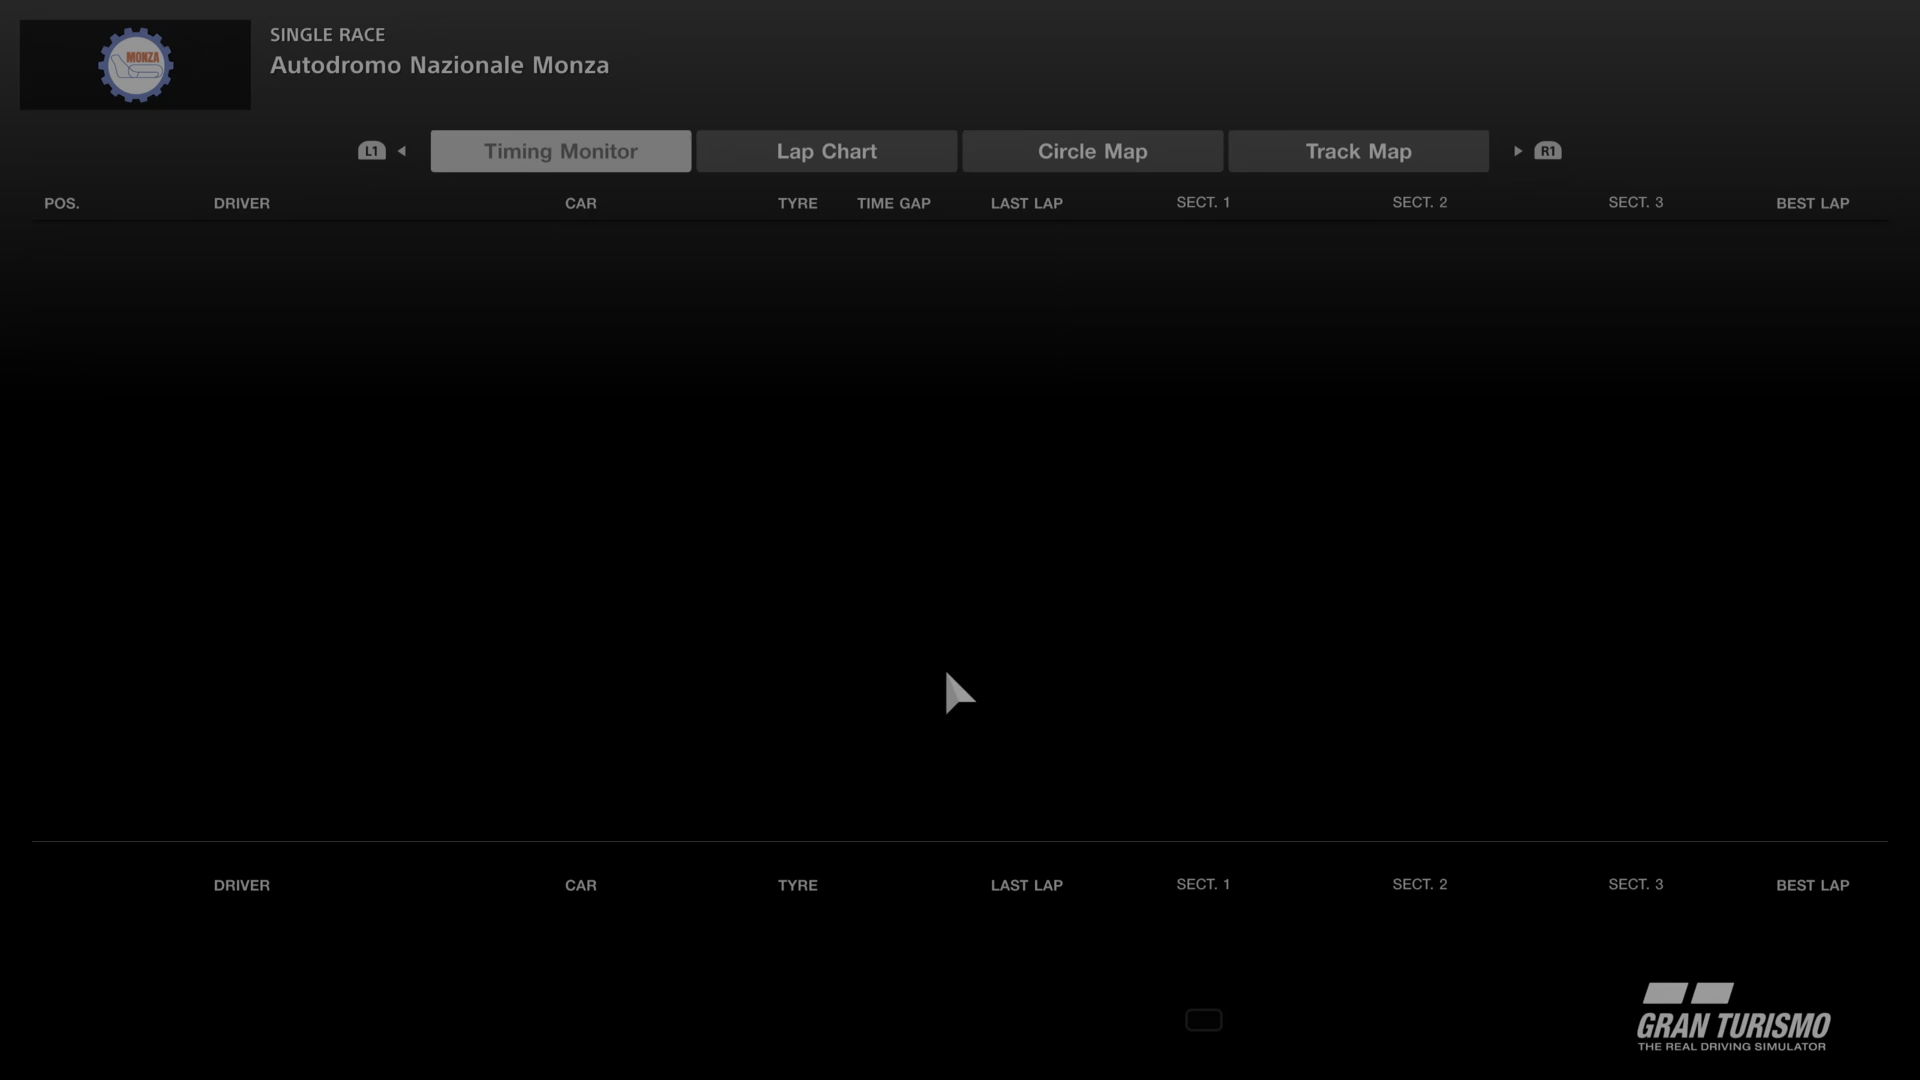 MONZA
SINGLE RACE
Autodromo Nazionale Monza
L1
Timing Monitor
Lap Chart
Circle Map
Track Map
R1
POS. DRIVER CAR TYRE TIME GAP LAST LAP SECT. 1 SECT. 2 SECT. 3 BEST LAP
DRIVER CAR TYRE LAST LAP SECT. 1 SECT. 2 SECT. 3 BEST LAP
GRAN TURISMO
THE REAL DRIVING SIMULATOR